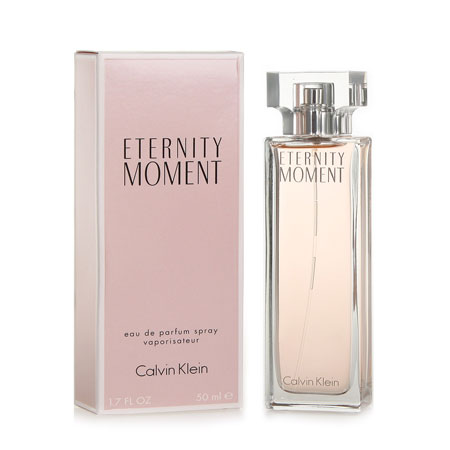 ETERNITY
MOMENT
eau de parfum spray
vaporisateur
Calvin Klein
1.7 FL OZ 50 ml ℮
ETERNITY
MOMENT
Calvin Klein